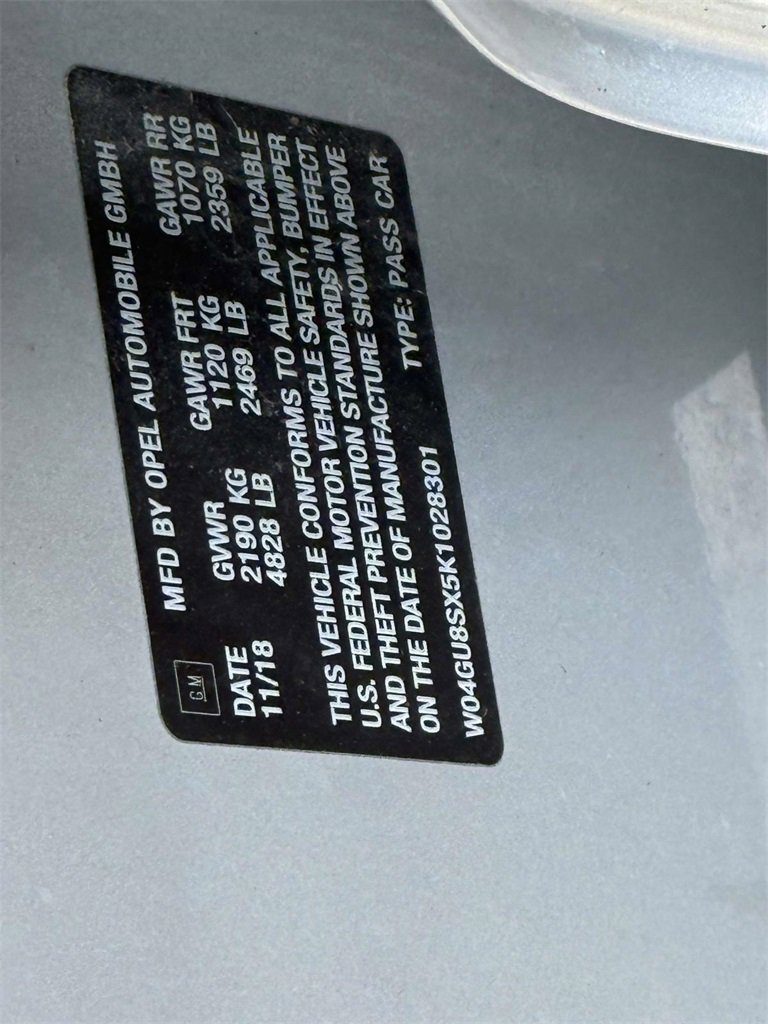 GM
MFD BY OPEL AUTOMOBILE GMBH
DATE GVWR GAWR FRT GAWR RR
11/18 2190 KG 1120 KG 1070 KG
4828 LB 2469 LB 2359 LB
THIS VEHICLE CONFORMS TO ALL APPLICABLE
U.S. FEDERAL MOTOR VEHICLE SAFETY, BUMPER
AND THEFT PREVENTION STANDARDS IN EFFECT
ON THE DATE OF MANUFACTURE SHOWN ABOVE
W04GU8SX5K1028301 TYPE: PASS CAR